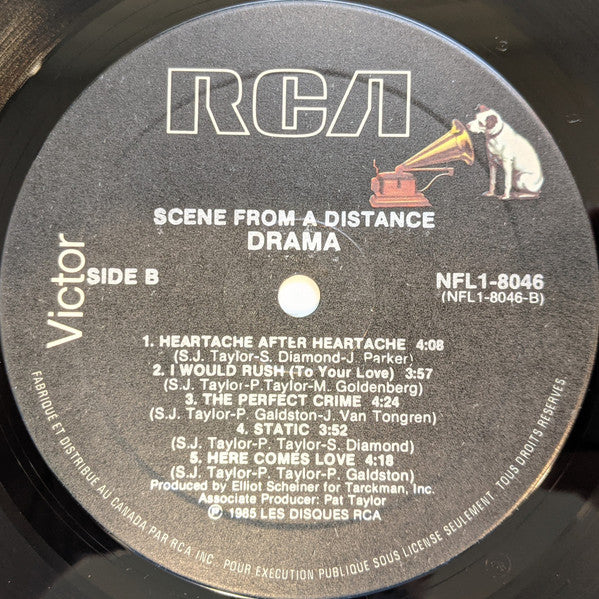 RCA
SCENE FROM A DISTANCE
DRAMA
Victor
SIDE B
NFL1-8046
(NFL1-8046-B)
1. HEARTACHE AFTER HEARTACHE 4:08
(S.J. Taylor-S. Diamond-J. Parker)
2. I WOULD RUSH (To Your Love) 3:57
(S.J. Taylor-P.Taylor-M. Goldenberg)
3. THE PERFECT CRIME 4:24
(S.J. Taylor-P. Galdston-J. Van Tongren)
4. STATIC 3:52
(S.J. Taylor-P. Taylor-S. Diamond)
5. HERE COMES LOVE 4:18
(S.J. Taylor-P. Taylor-P. Galdston)
Produced by Elliot Scheiner for Tarckman, Inc.
Associate Producer: Pat Taylor
℗ 1985 LES DISQUES RCA
FABRIQUÉ ET DISTRIBUÉ AU CANADA PAR RCA INC. POUR EXÉCUTION PUBLIQUE SOUS LICENSE SEULEMENT. TOUS DROITS RÉSERVÉS